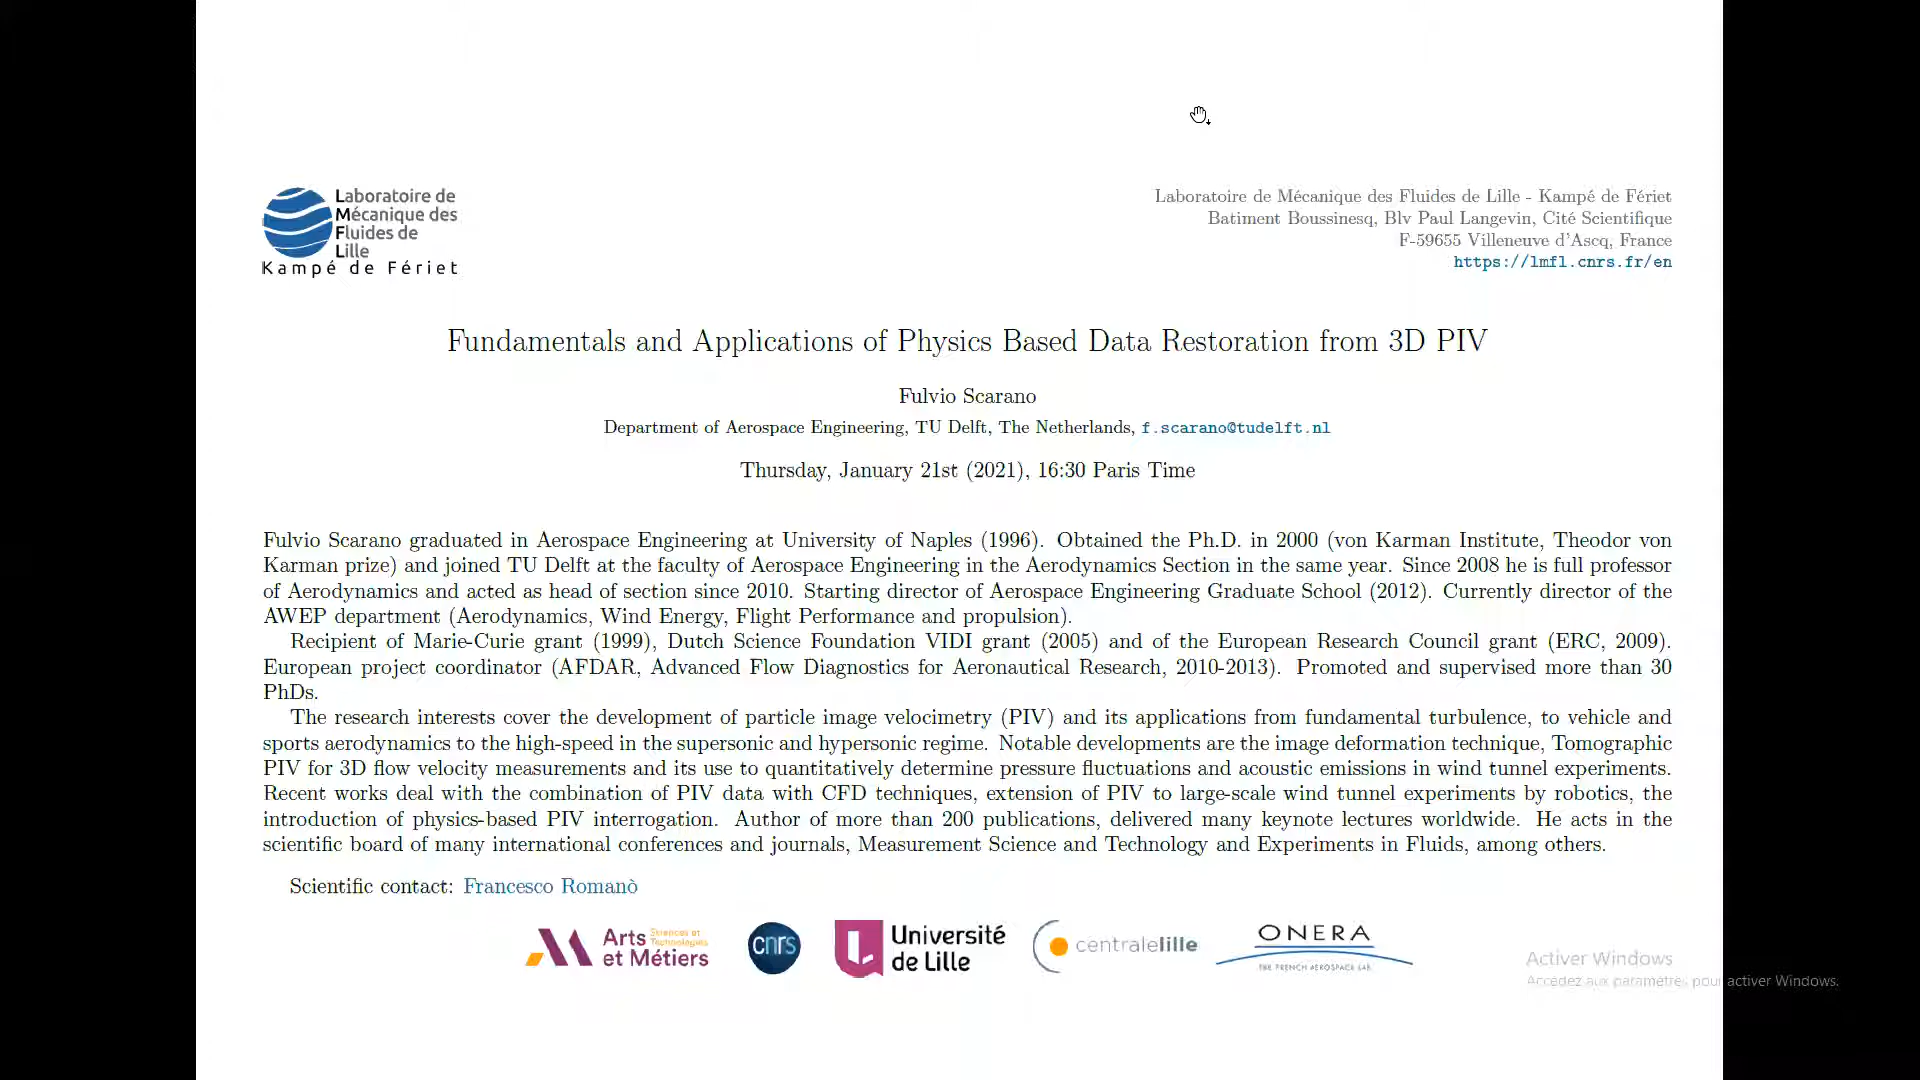 Laboratoire de
Mécanique des
Fluides de
Lille
Kampé de Fériet
Laboratoire de Mécanique des Fluides de Lille - Kampé de Fériet
Batiment Boussinesq, Blv Paul Langevin, Cité Scientifique
F-59655 Villeneuve d'Ascq, France
https://lmfl.cnrs.fr/en
Fundamentals and Applications of Physics Based Data Restoration from 3D PIV
Fulvio Scarano
Department of Aerospace Engineering, TU Delft, The Netherlands, f.scarano@tudelft.nl
Thursday, January 21st (2021), 16:30 Paris Time
Fulvio Scarano graduated in Aerospace Engineering at University of Naples (1996). Obtained the Ph.D. in 2000 (von Karman Institute, Theodor von
Karman prize) and joined TU Delft at the faculty of Aerospace Engineering in the Aerodynamics Section in the same year. Since 2008 he is full professor
of Aerodynamics and acted as head of section since 2010. Starting director of Aerospace Engineering Graduate School (2012). Currently director of the
AWEP department (Aerodynamics, Wind Energy, Flight Performance and propulsion).
Recipient of Marie-Curie grant (1999), Dutch Science Foundation VIDI grant (2005) and of the European Research Council grant (ERC, 2009).
European project coordinator (AFDAR, Advanced Flow Diagnostics for Aeronautical Research, 2010-2013). Promoted and supervised more than 30
PhDs.
The research interests cover the development of particle image velocimetry (PIV) and its applications from fundamental turbulence, to vehicle and
sports aerodynamics to the high-speed in the supersonic and hypersonic regime. Notable developments are the image deformation technique, Tomographic
PIV for 3D flow velocity measurements and its use to quantitatively determine pressure fluctuations and acoustic emissions in wind tunnel experiments.
Recent works deal with the combination of PIV data with CFD techniques, extension of PIV to large-scale wind tunnel experiments by robotics, the
introduction of physics-based PIV interrogation. Author of more than 200 publications, delivered many keynote lectures worldwide. He acts in the
scientific board of many international conferences and journals, Measurement Science and Technology and Experiments in Fluids, among others.
Scientific contact: Francesco Romanò
Arts Sciences et Technologies
et Métiers
cnrs
Université
de Lille
centralelille
ONERA
THE FRENCH AEROSPACE LAB
Activer Windows
Accédez aux paramètres pour activer Windows.